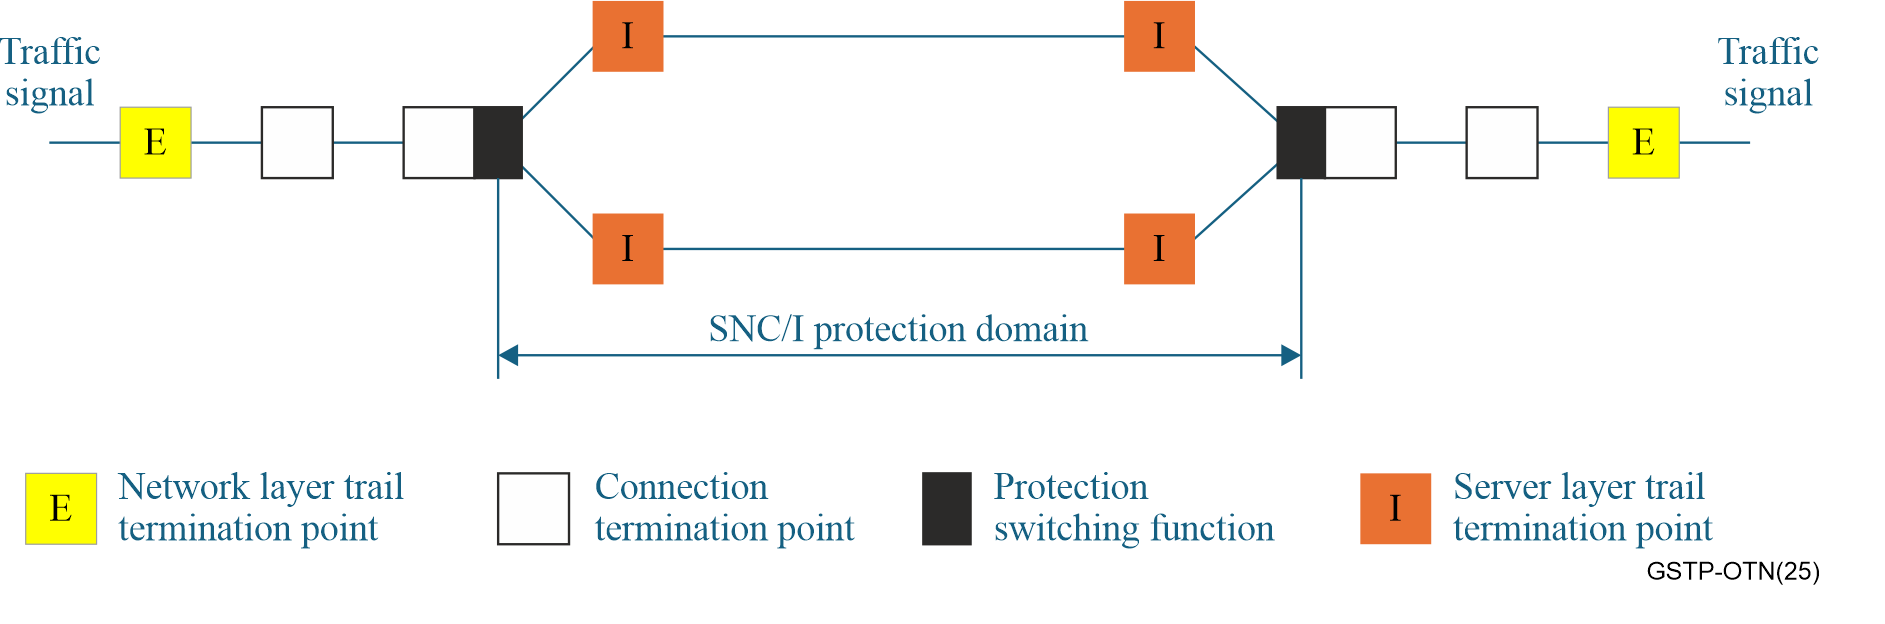 I
I
Traffic
signal
Traffic
signal
E
E
I
I
SNC/I protection domain
E
Network layer trail
termination point
Connection
termination point
Protection
switching function
I
Server layer trail
termination point
GSTP-OTN(25)